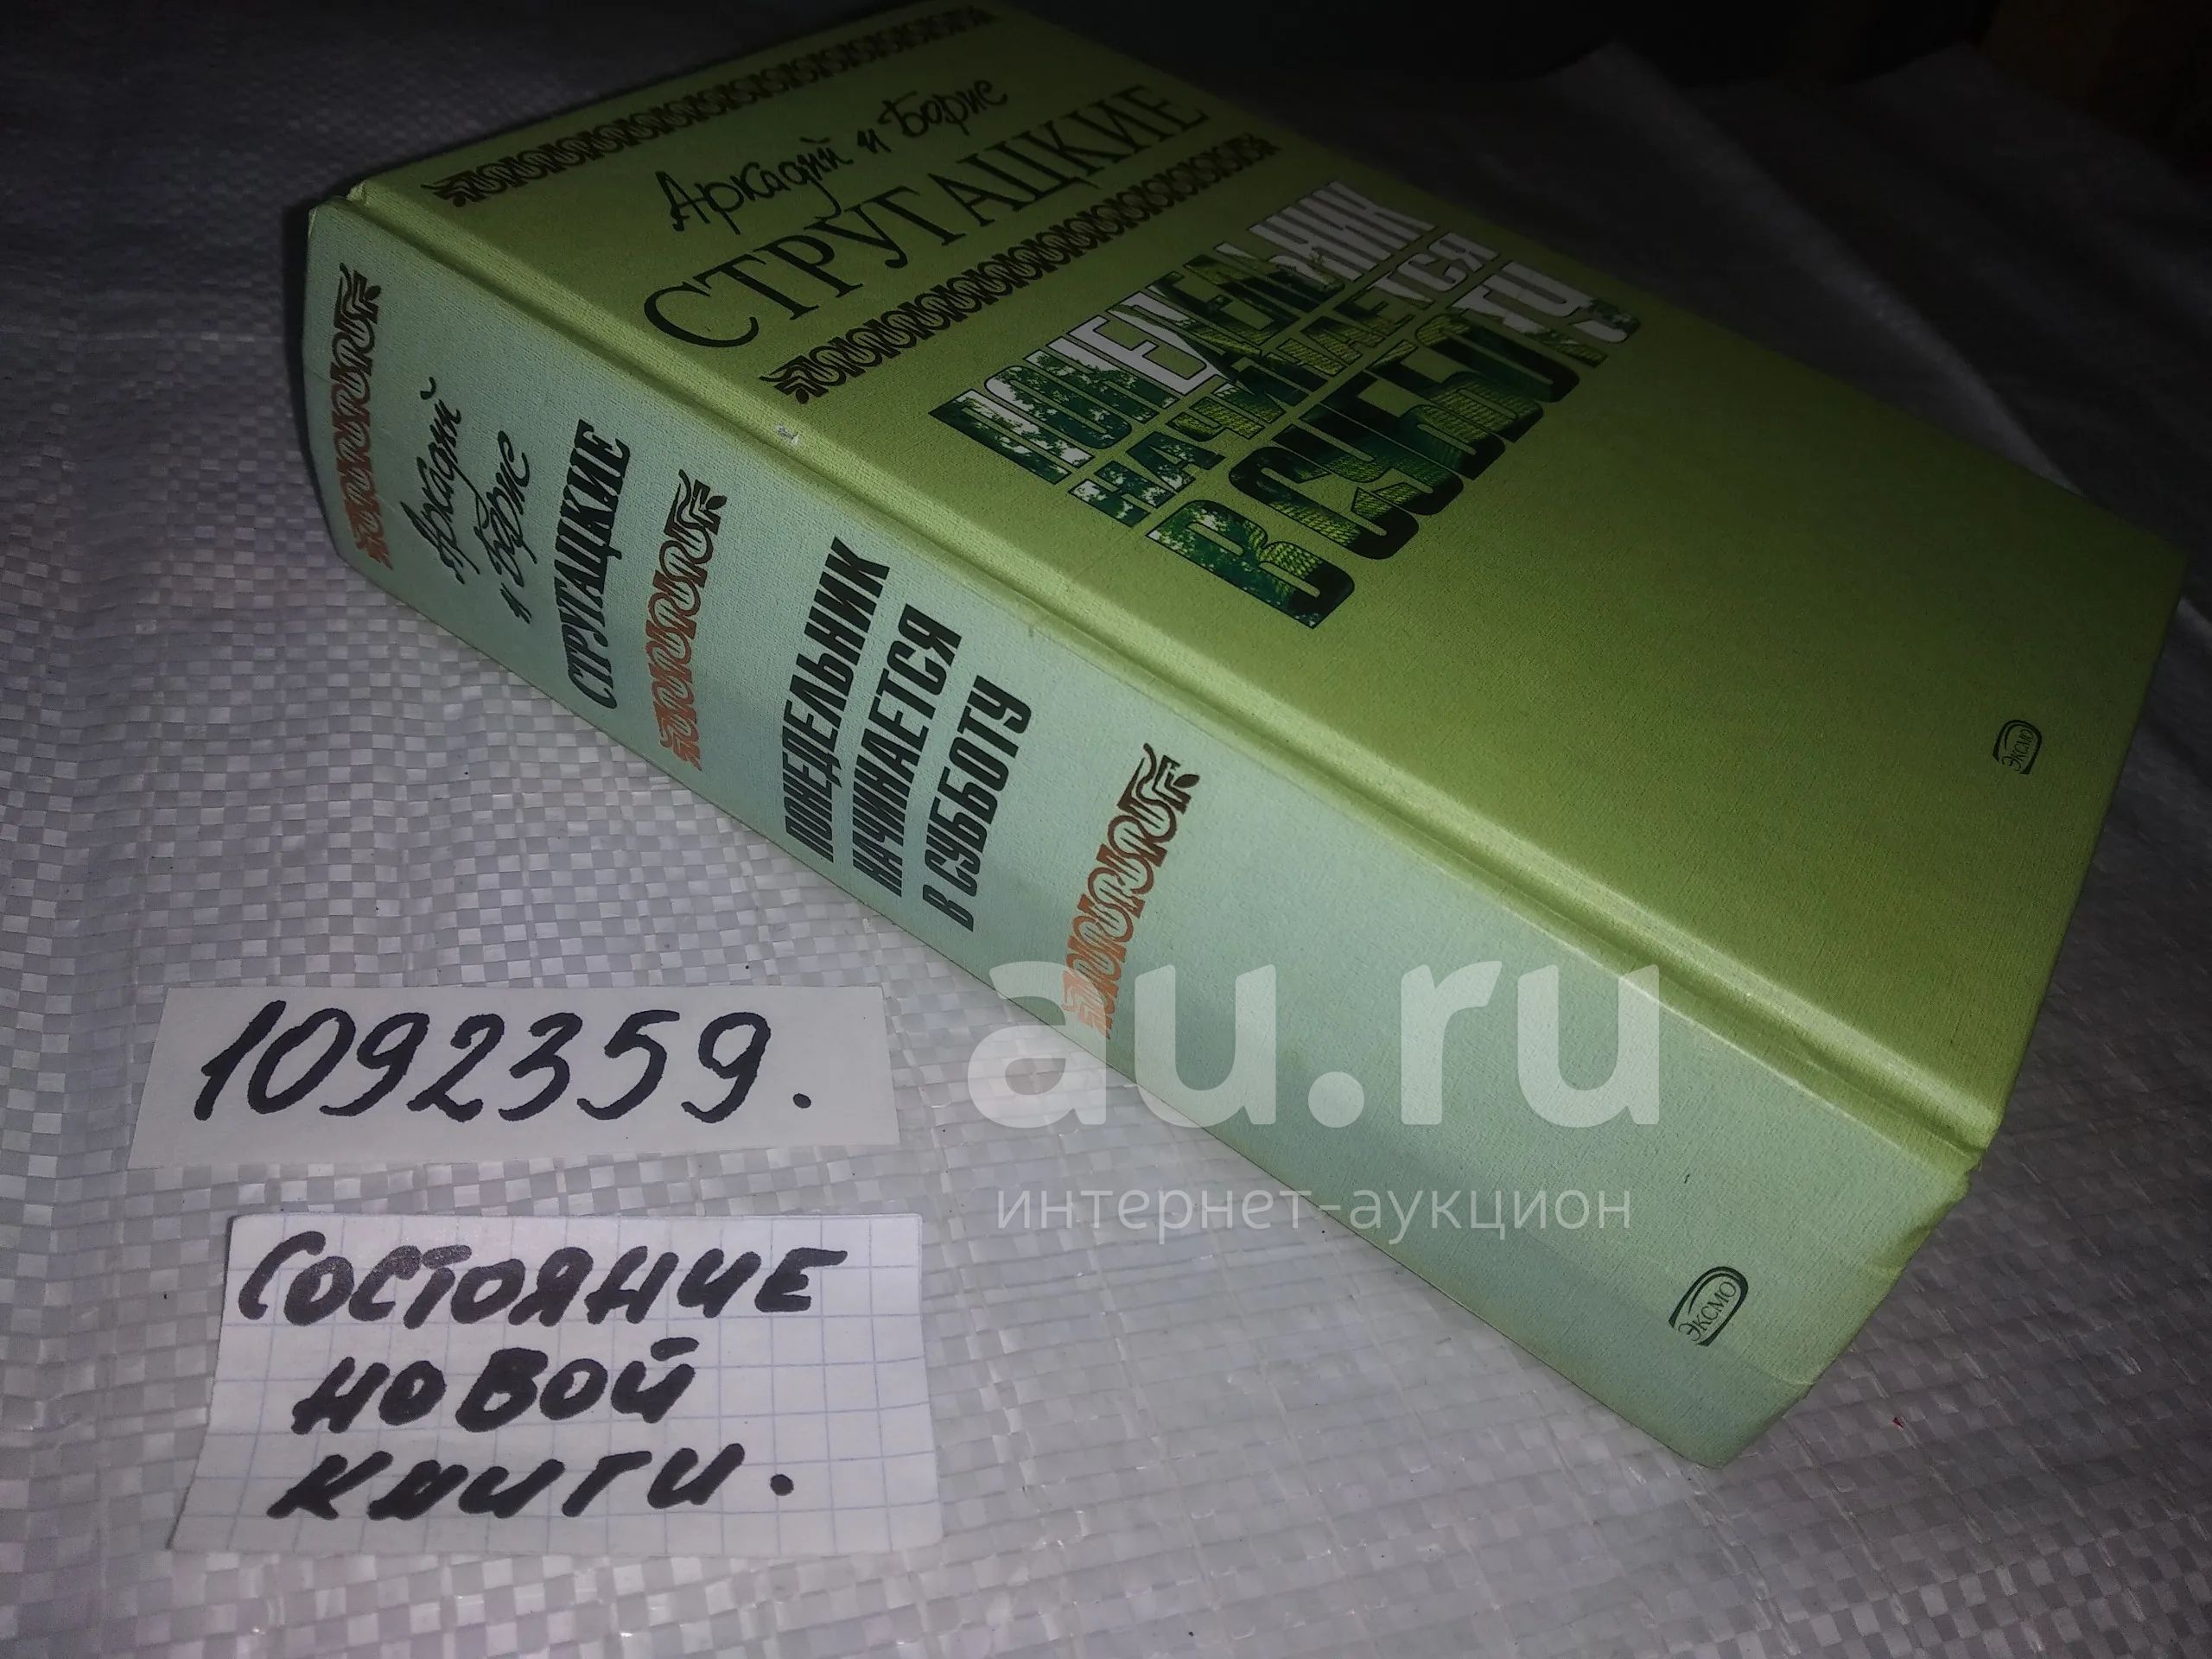 Аркадий и Борис
СТРУГАЦКИЕ
ПОНЕДЕЛЬНИК
НАЧИНАЕТСЯ
В СУББОТУ
ЭКСМО
Аркадий
и Борис
СТРУГАЦКИЕ
ПОНЕДЕЛЬНИК
НАЧИНАЕТСЯ
В СУББОТУ
ЭКСМО
1092359.
СОСТОЯНИЕ
НОВОЙ
КНИГИ.
au.ru
интернет-аукцион